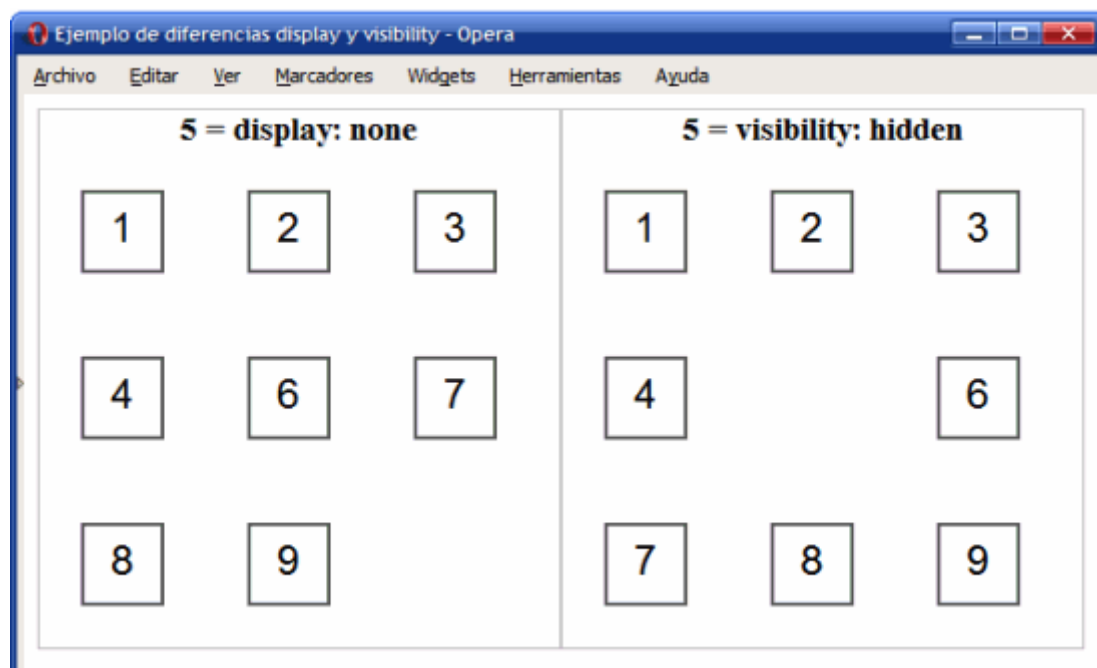 Ejemplo de diferencias display y visibility - Opera
Archivo Editar Ver Marcadores Widgets Herramientas Ayuda
5 = display: none
1 2 3
4 6 7
8 9
5 = visibility: hidden
1 2 3
4 6
7 8 9